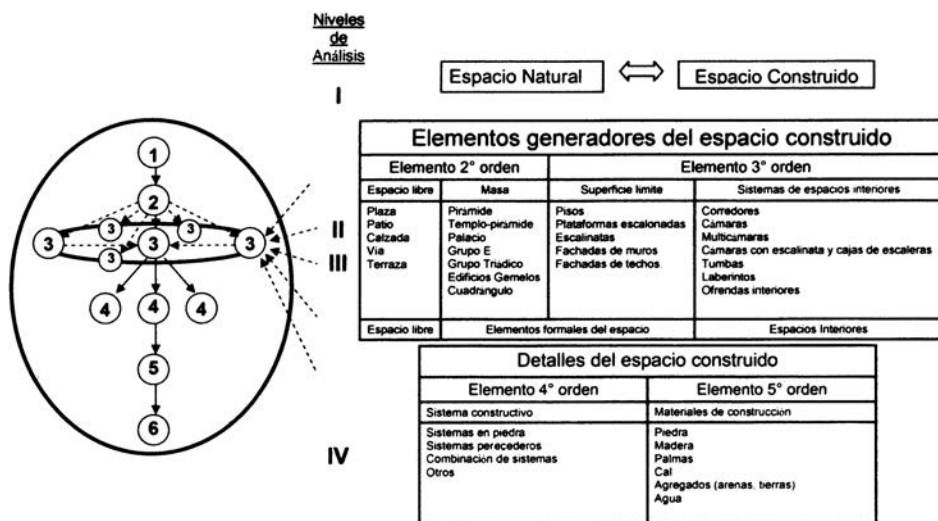 Niveles
de
Análisis
I
II
III
IV
1
2
3
3
3
3
3
3
4
4
4
5
6
Espacio Natural
Espacio Construido
Elementos generadores del espacio construido
Elemento 2° orden
Elemento 3° orden
Espacio libre
Masa
Superficie limite
Sistemas de espacios interiores
Plaza
Patio
Calzada
Vía
Terraza
Pirámide
Templo-pirámide
Palacio
Grupo E
Grupo Triádico
Edificios Gemelos
Cuadrángulo
Pisos
Plataformas escalonadas
Escalinatas
Fachadas de muros
Fachadas de techos.
Corredores
Cámaras
Multicámaras
Cámaras con escalinata y cajas de escaleras
Tumbas
Laberintos
Ofrendas interiores
Espacio libre
Elementos formales del espacio
Espacios Interiores
Detalles del espacio construido
Elemento 4° orden
Elemento 5° orden
Sistema constructivo
Materiales de construcción
Sistemas en piedra
Sistemas perecederos
Combinación de sistemas
Otros
Piedra
Madera
Palmas
Cal
Agregados (arenas, tierras)
Agua